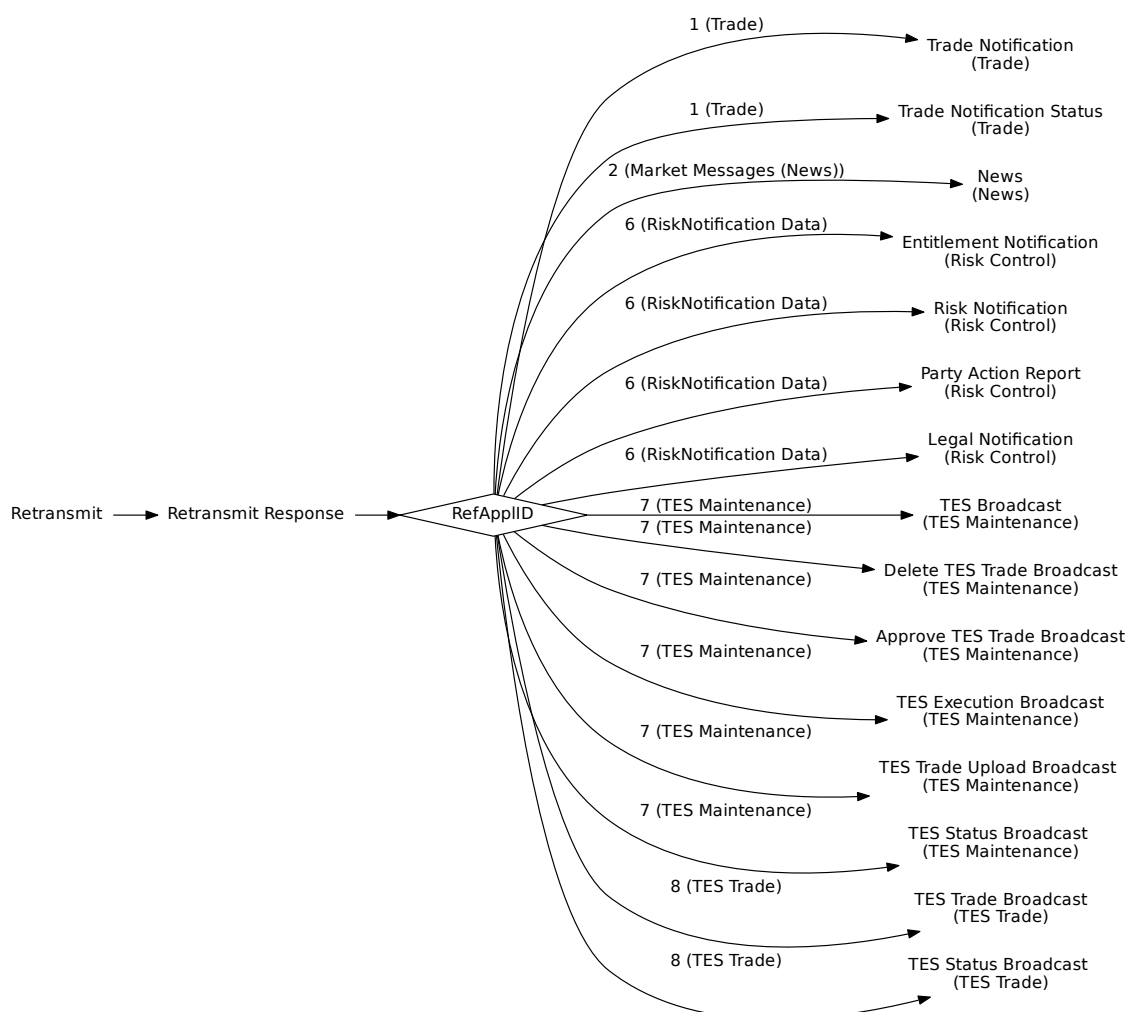 1 (Trade)
Trade Notification
(Trade)
1 (Trade)
Trade Notification Status
(Trade)
2 (Market Messages (News))
News
(News)
6 (RiskNotification Data)
Entitlement Notification
(Risk Control)
6 (RiskNotification Data)
Risk Notification
(Risk Control)
6 (RiskNotification Data)
Party Action Report
(Risk Control)
6 (RiskNotification Data)
Legal Notification
(Risk Control)
Retransmit
Retransmit Response
RefApplID
7 (TES Maintenance)
TES Broadcast
(TES Maintenance)
7 (TES Maintenance)
Delete TES Trade Broadcast
(TES Maintenance)
7 (TES Maintenance)
Approve TES Trade Broadcast
(TES Maintenance)
7 (TES Maintenance)
TES Execution Broadcast
(TES Maintenance)
7 (TES Maintenance)
TES Trade Upload Broadcast
(TES Maintenance)
7 (TES Maintenance)
TES Status Broadcast
(TES Maintenance)
8 (TES Trade)
TES Trade Broadcast
(TES Trade)
8 (TES Trade)
TES Status Broadcast
(TES Trade)